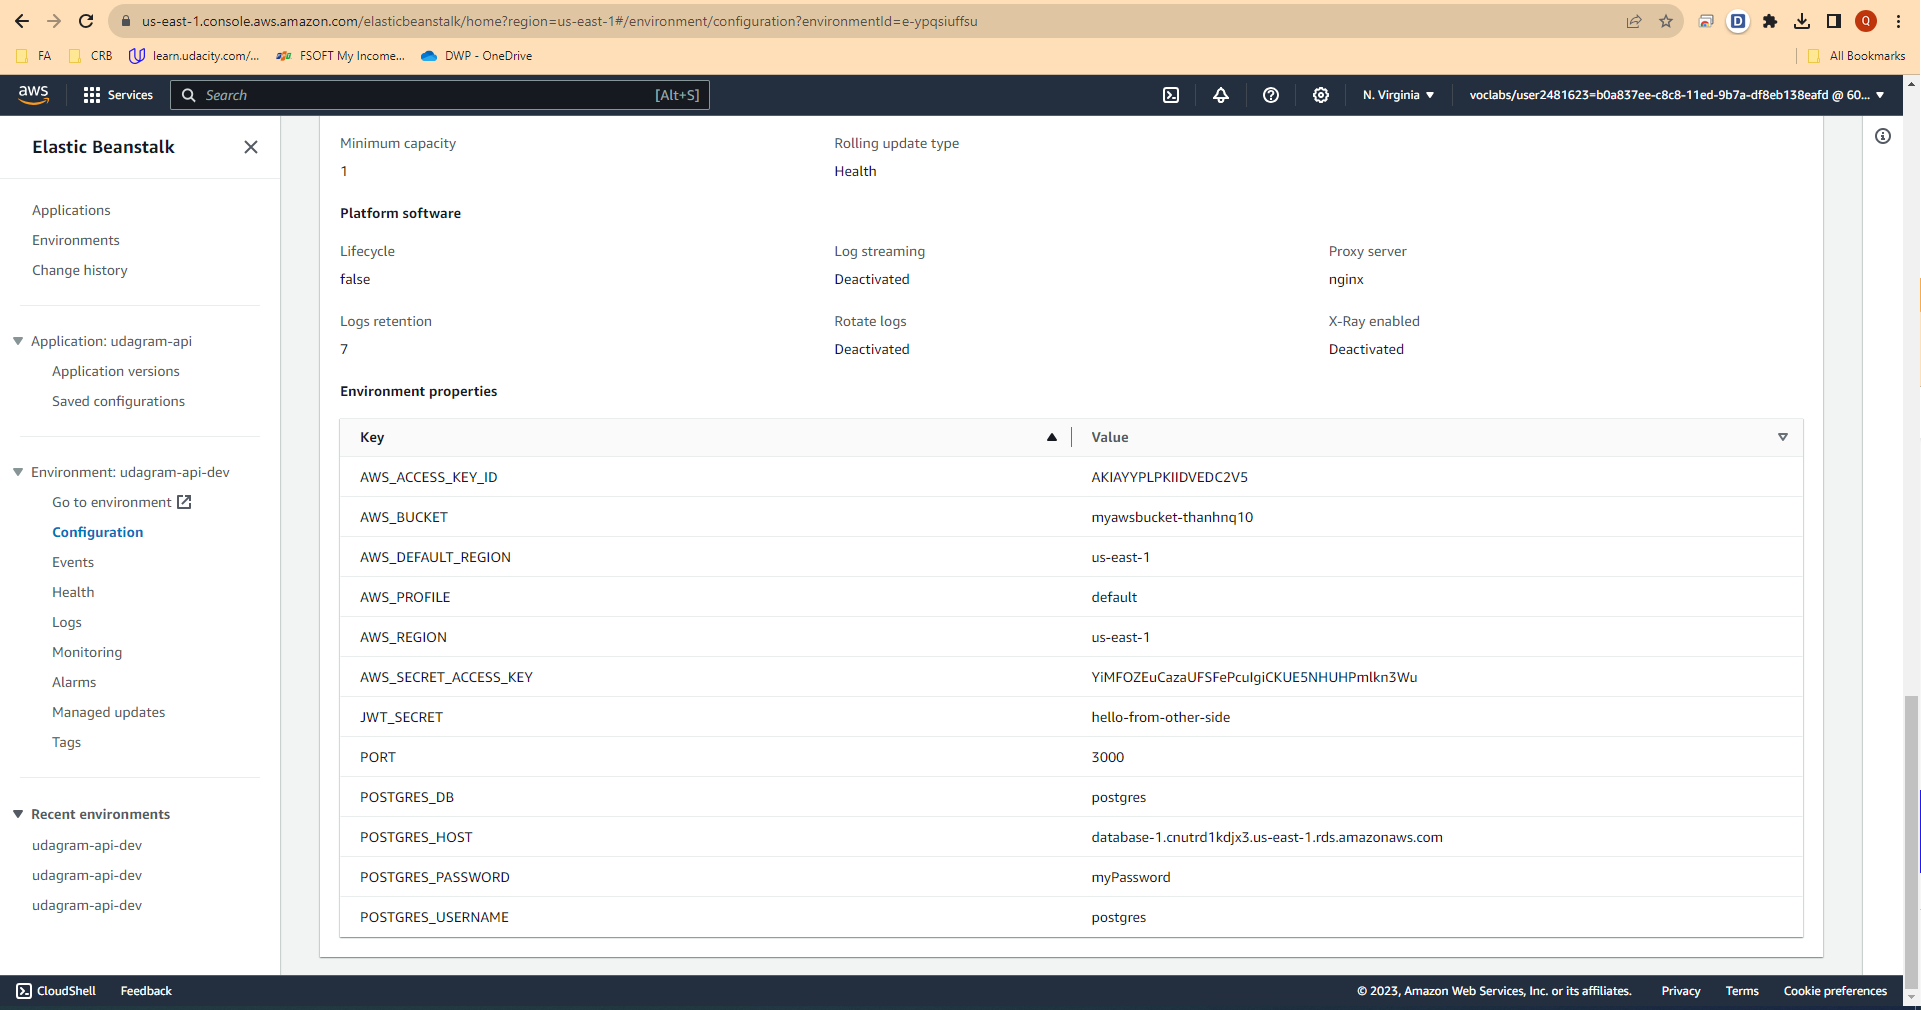 us-east-1.console.aws.amazon.com/elasticbeanstalk/home?region=us-east-1#/environment/configuration?environmentId=e-ypqsiuffsu
D
Q
FA
CRB
learn.udacity.com/...
FSOFT My Income...
DWP - OneDrive
All Bookmarks
aws
Services
Search
[Alt+S]
N. Virginia
voclabs/user2481623=b0a837ee-c8c8-11ed-9b7a-df8eb138eafd @ 60...
Elastic Beanstalk
Applications
Environments
Change history
Application: udagram-api
Application versions
Saved configurations
Environment: udagram-api-dev
Go to environment
Configuration
Events
Health
Logs
Monitoring
Alarms
Managed updates
Tags
Recent environments
udagram-api-dev
udagram-api-dev
udagram-api-dev
Minimum capacity
1
Rolling update type
Health
Platform software
Lifecycle
false
Log streaming
Deactivated
Proxy server
nginx
Logs retention
7
Rotate logs
Deactivated
X-Ray enabled
Deactivated
Environment properties
Key Value
AWS_ACCESS_KEY_ID AKIAYYPLPKIIDVEDC2V5
AWS_BUCKET myawsbucket-thanhnq10
AWS_DEFAULT_REGION us-east-1
AWS_PROFILE default
AWS_REGION us-east-1
AWS_SECRET_ACCESS_KEY YiMFOZEuCazaUFSFePcuIgiCKUE5NHUHPmlkn3Wu
JWT_SECRET hello-from-other-side
PORT 3000
POSTGRES_DB postgres
POSTGRES_HOST database-1.cnutrd1kdjx3.us-east-1.rds.amazonaws.com
POSTGRES_PASSWORD myPassword
POSTGRES_USERNAME postgres
CloudShell
Feedback
© 2023, Amazon Web Services, Inc. or its affiliates.
Privacy
Terms
Cookie preferences